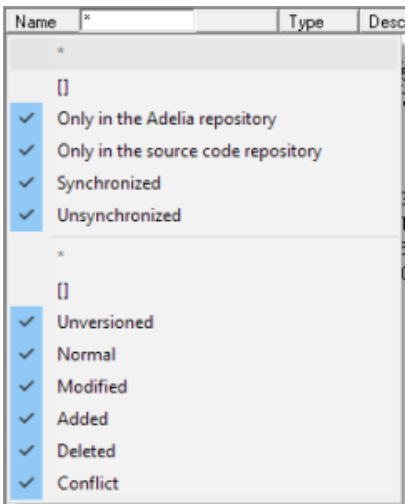 Name * Type Desc
*
[]
Only in the Adelia repository
Only in the source code repository
Synchronized
Unsynchronized
*
[]
Unversioned
Normal
Modified
Added
Deleted
Conflict